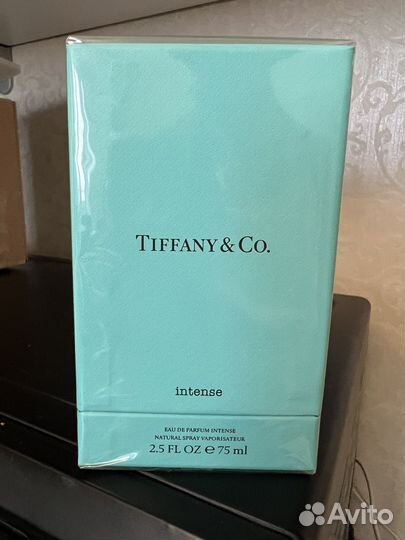 TIFFANY & CO.
intense
EAU DE PARFUM INTENSE
NATURAL SPRAY VAPORISATEUR
2.5 FL OZ ℮ 75 ml
Avito